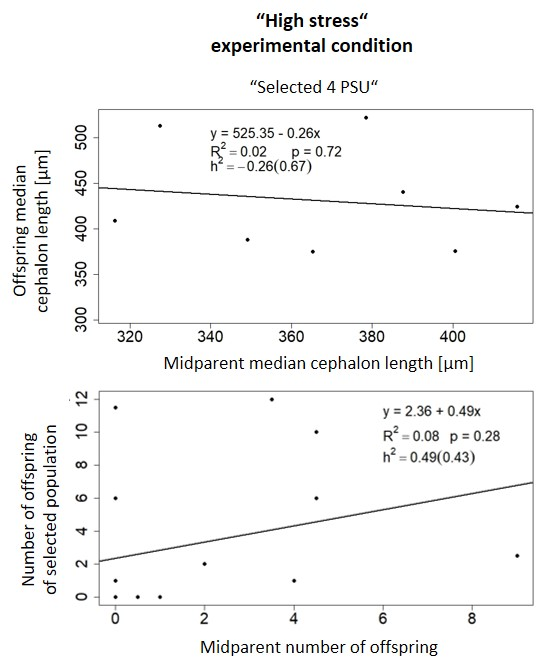 “High stress“
experimental condition
“Selected 4 PSU“
Offspring median
cephalon length [µm]
500
450
400
350
300
y = 525.35 - 0.26x
R² = 0.02 p = 0.72
h² = −0.26(0.67)
320 340 360 380 400
Midparent median cephalon length [µm]
Number of offspring
of selected population
12
10
8
6
4
2
0
y = 2.36 + 0.49x
R² = 0.08 p = 0.28
h² = 0.49(0.43)
0 2 4 6 8
Midparent number of offspring